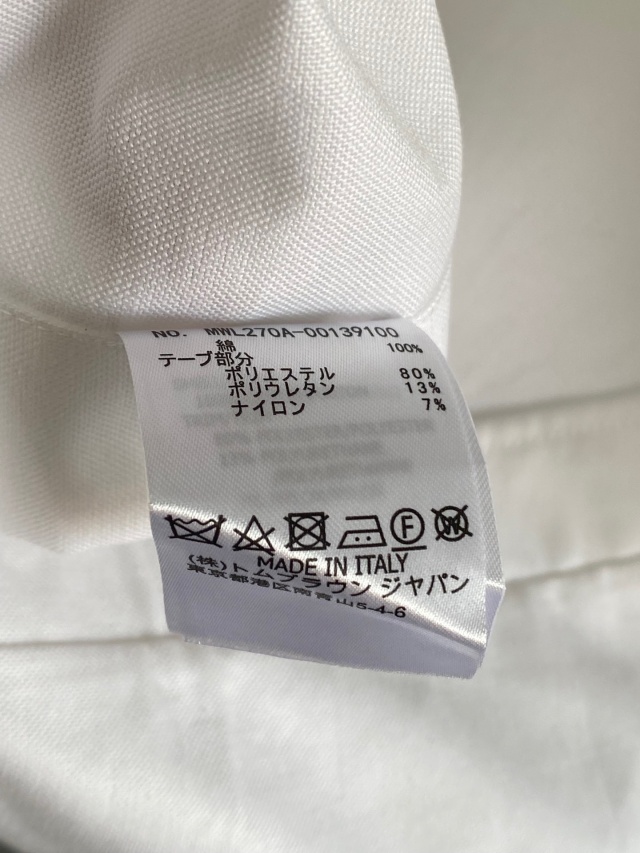 NO. MWL270A-00139100
綿 100%
テープ部分
ポリエステル 80%
ポリウレタン 13%
ナイロン 7%
F W
MADE IN ITALY
(株)トムブラウン ジャパン
東京都港区南青山5-4-6